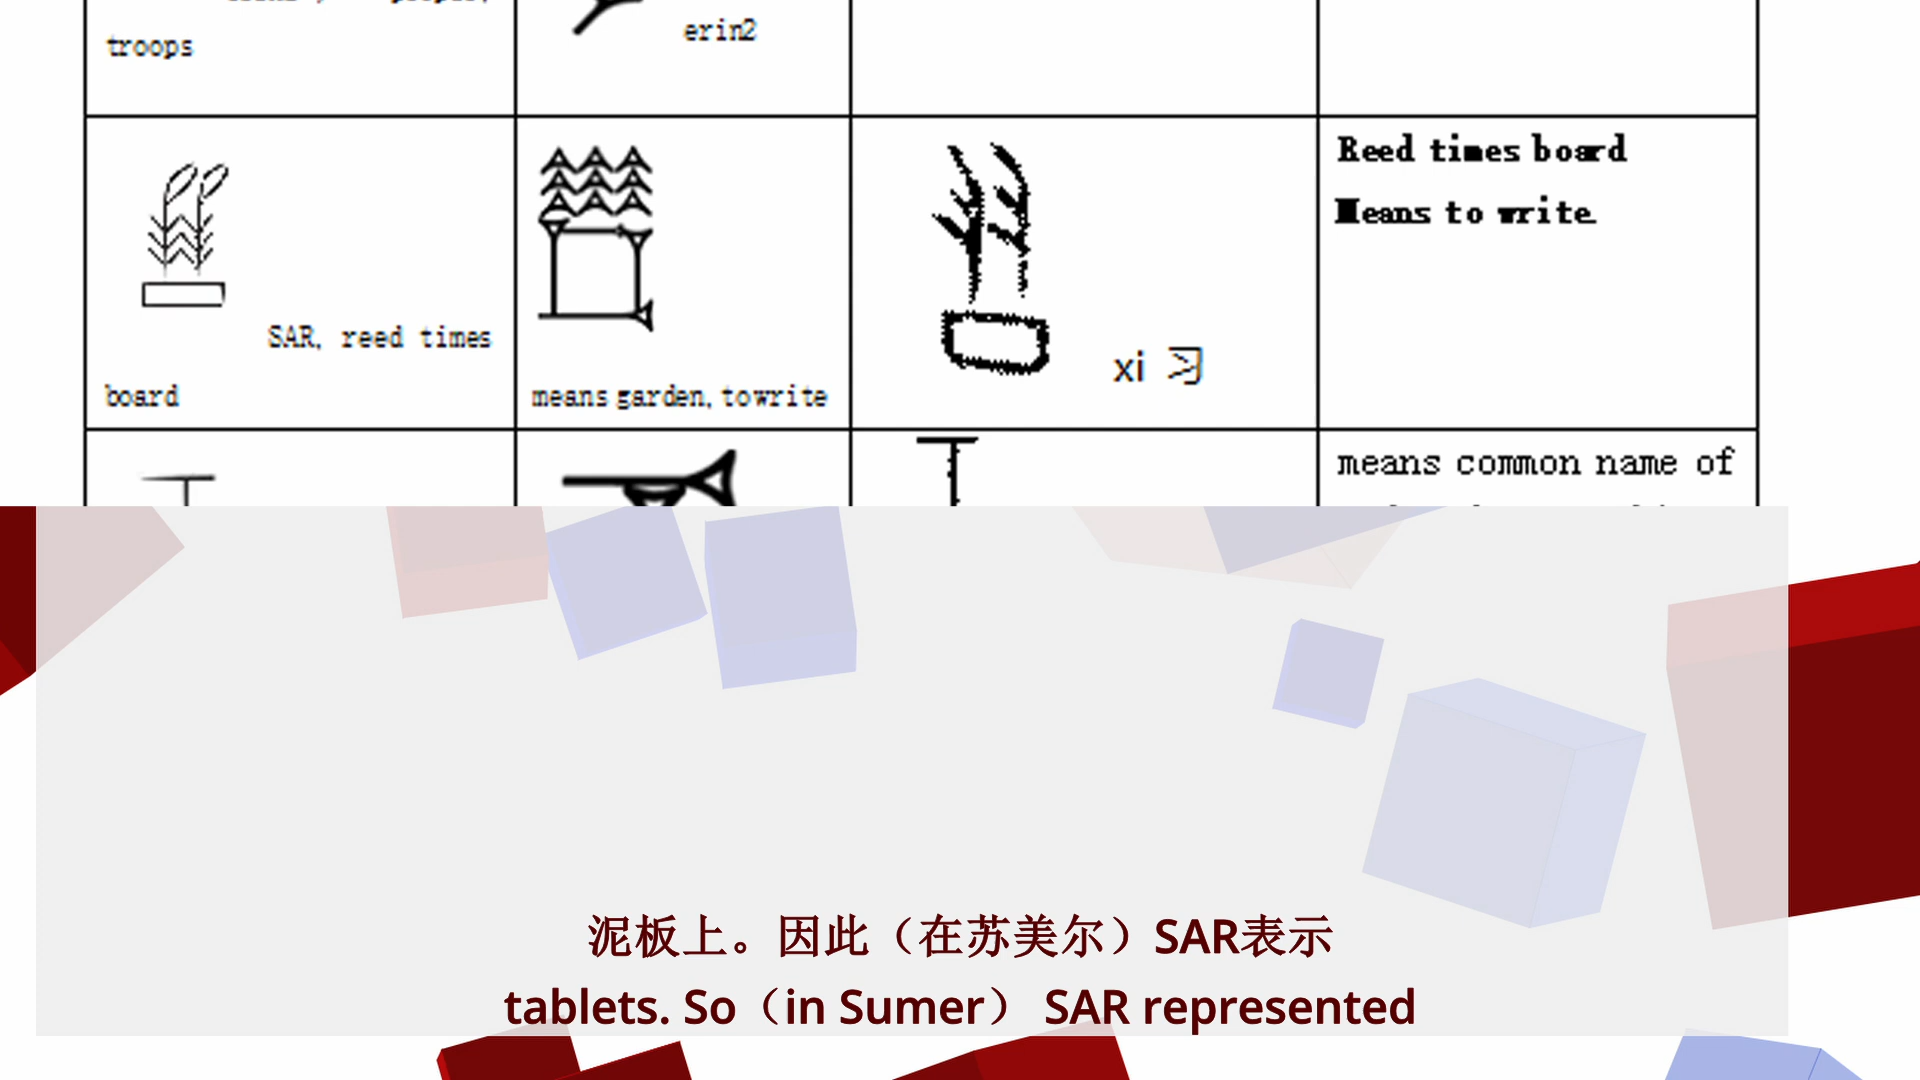 troops
erin2
SAR, reed times
board
means garden, towrite
xi 习
Reed times board
Means to write
means common name of
泥板上。因此（在苏美尔）SAR表示
tablets. So（in Sumer） SAR represented